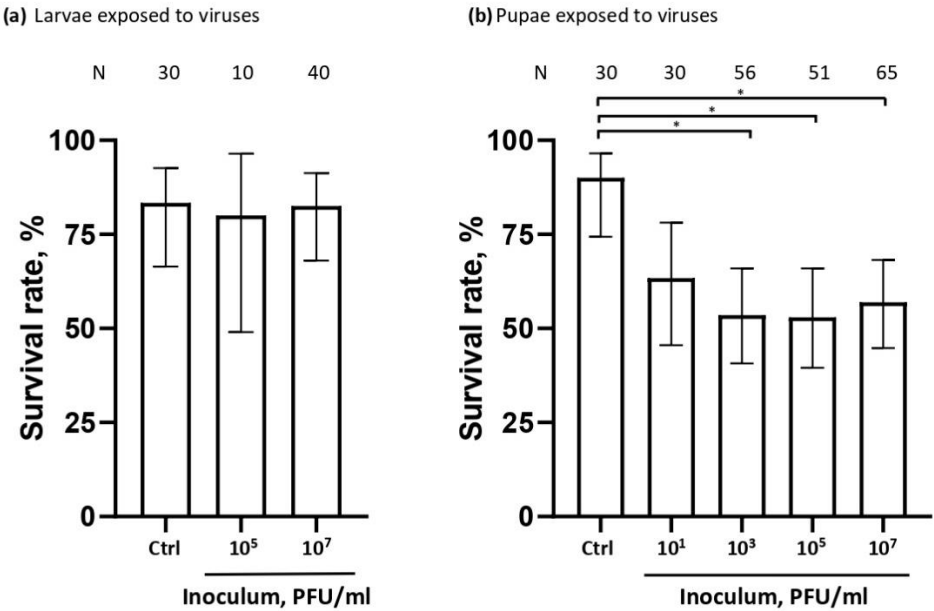 (a) Larvae exposed to viruses
N 30 10 40
100
75
50
25
0
Survival rate, %
Ctrl 10⁵ 10⁷
Inoculum, PFU/ml
(b) Pupae exposed to viruses
N 30 30 56 51 65
*
*
*
100
75
50
25
0
Survival rate, %
Ctrl 10¹ 10³ 10⁵ 10⁷
Inoculum, PFU/ml